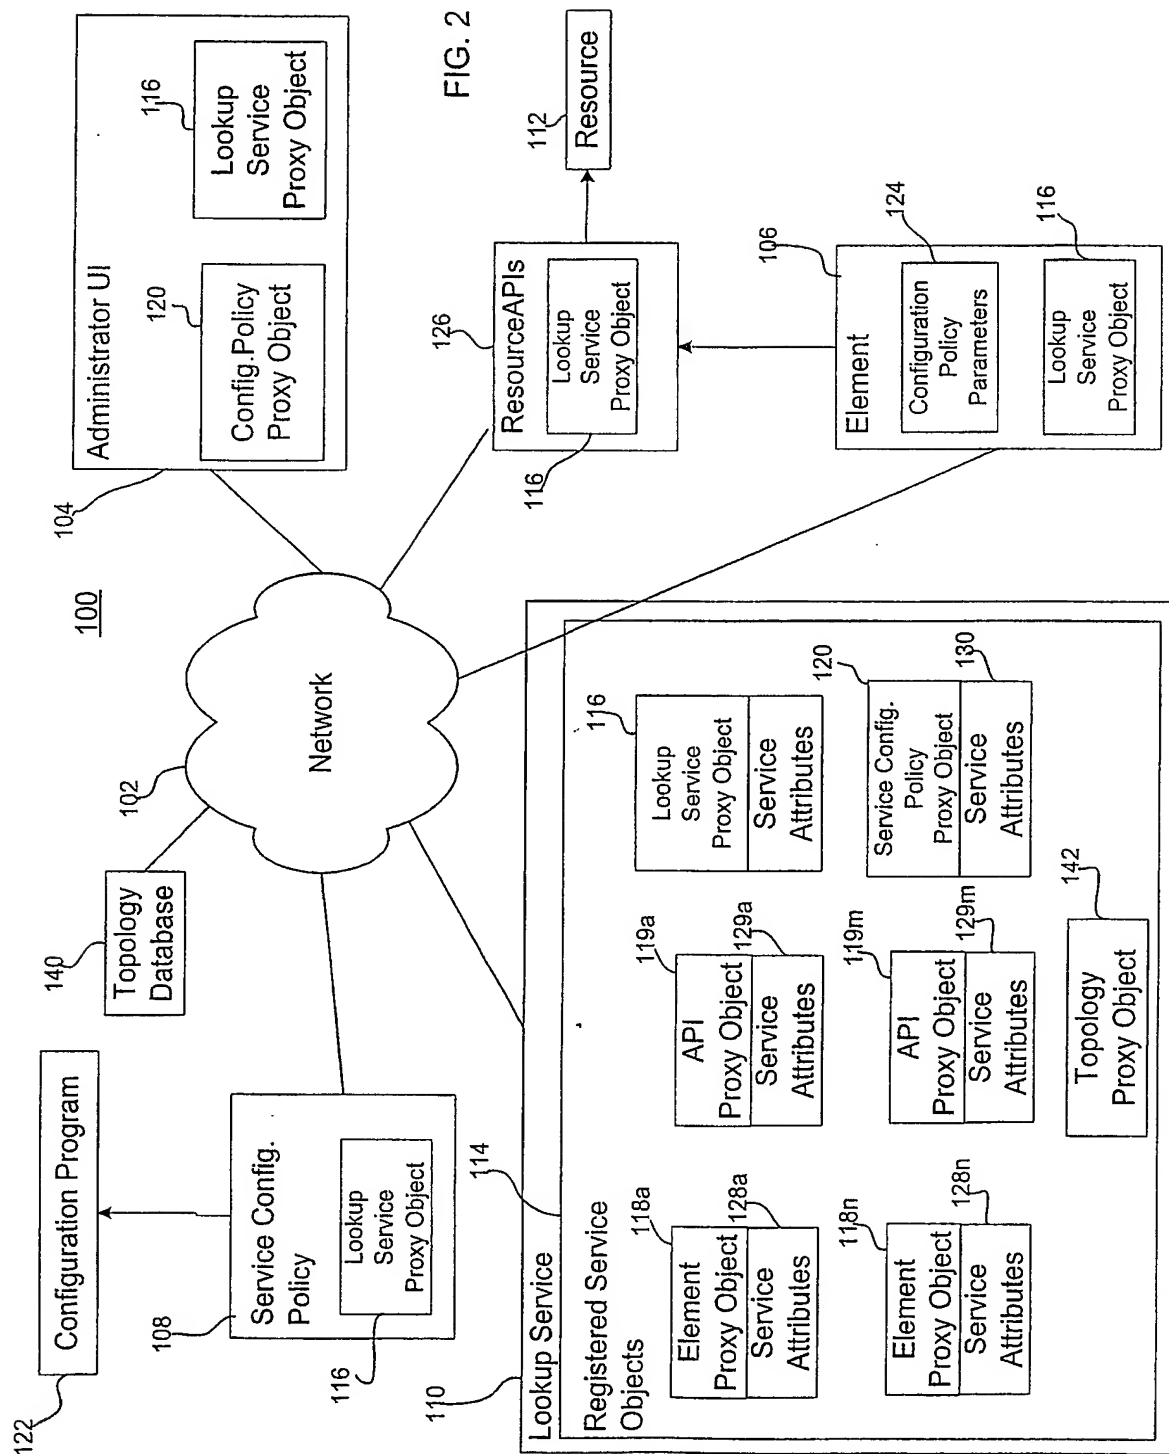 122
Configuration Program
108
Service Config.
Policy
Lookup
Service
Proxy Object
116
140
Topology
Database
102
Network
100
104
Administrator UI
120
Config.Policy
Proxy Object
116
Lookup
Service
Proxy Object
FIG. 2
126
ResourceAPIs
Lookup
Service
Proxy Object
116
112
Resource
106
Element
124
Configuration
Policy
Parameters
116
Lookup
Service
Proxy Object
110
Lookup Service
114
Registered Service
Objects
118a
Element
Proxy Object
128a
Service
Attributes
118n
Element
Proxy Object
128n
Service
Attributes
119a
API
Proxy Object
129a
Service
Attributes
119m
API
Proxy Object
129m
Service
Attributes
116
Lookup
Service
Proxy Object
Service
Attributes
120
Service Config.
Policy
Proxy Object
130
Service
Attributes
142
Topology
Proxy Object